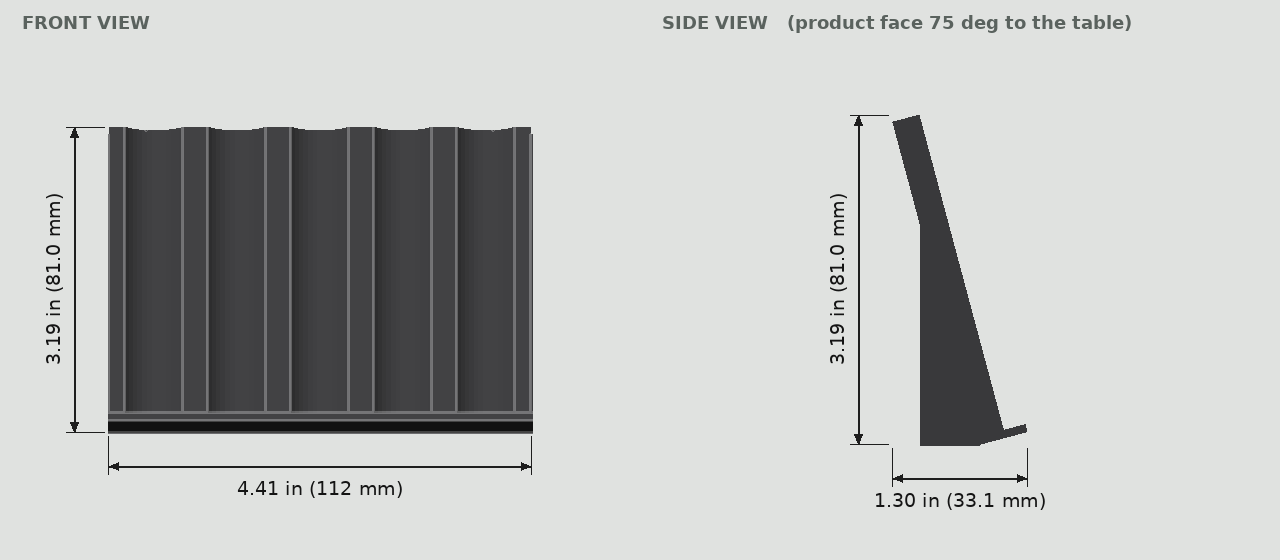 FRONT VIEW
SIDE VIEW (product face 75 deg to the table)
3.19 in (81.0 mm)
4.41 in (112 mm)
3.19 in (81.0 mm)
1.30 in (33.1 mm)